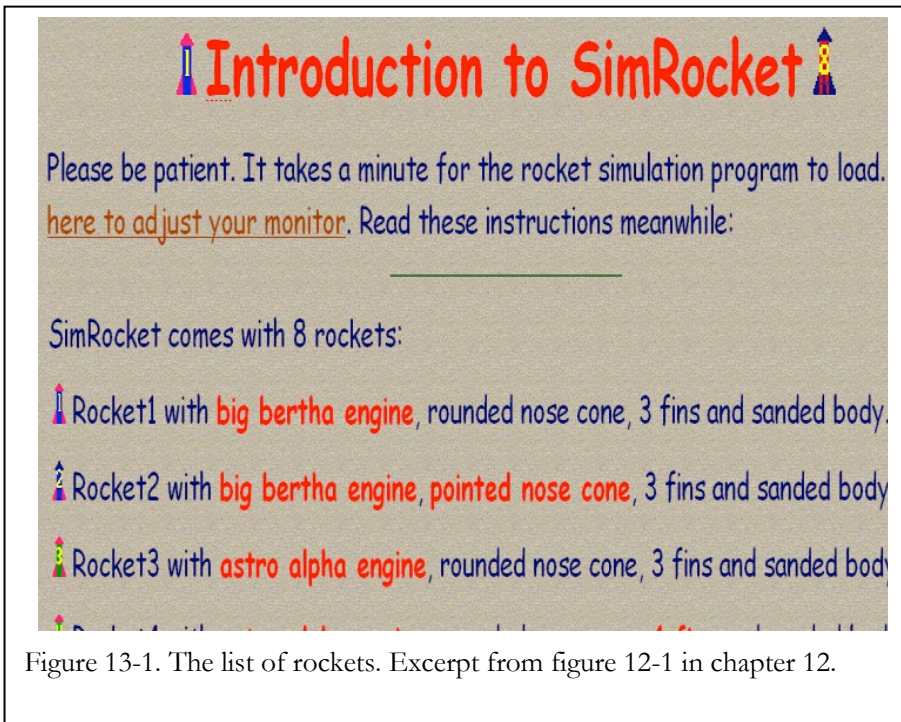 Introduction to SimRocket
Please be patient. It takes a minute for the rocket simulation program to load.
here to adjust your monitor. Read these instructions meanwhile:
SimRocket comes with 8 rockets:
1 Rocket1 with big bertha engine, rounded nose cone, 3 fins and sanded body.
2 Rocket2 with big bertha engine, pointed nose cone, 3 fins and sanded body
3 Rocket3 with astro alpha engine, rounded nose cone, 3 fins and sanded body
Figure 13-1. The list of rockets. Excerpt from figure 12-1 in chapter 12.